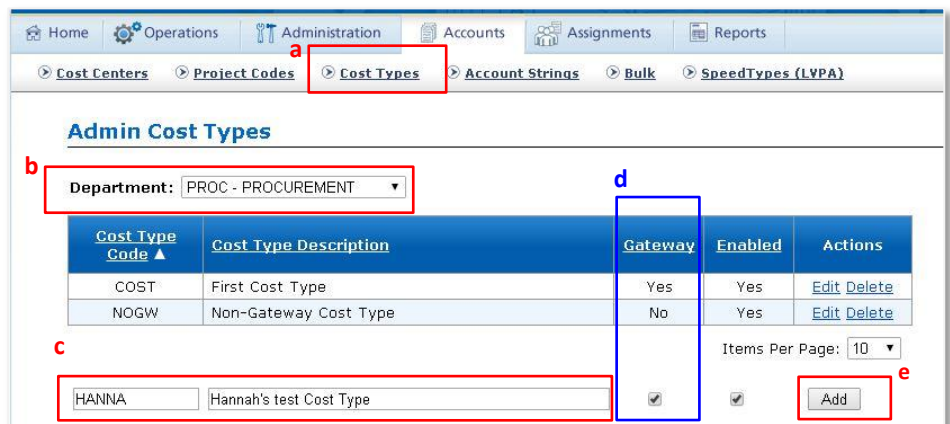 Home Operations Administration Accounts Assignments Reports
a
Cost Centers Project Codes Cost Types Account Strings Bulk SpeedTypes (LVPA)
Admin Cost Types
b
Department: PROC - PROCUREMENT
d
Cost Type Code ▲ Cost Type Description Gateway Enabled Actions
COST First Cost Type Yes Yes Edit Delete
NOGW Non-Gateway Cost Type No Yes Edit Delete
c
Items Per Page: 10
e
HANNA Hannah's test Cost Type Add